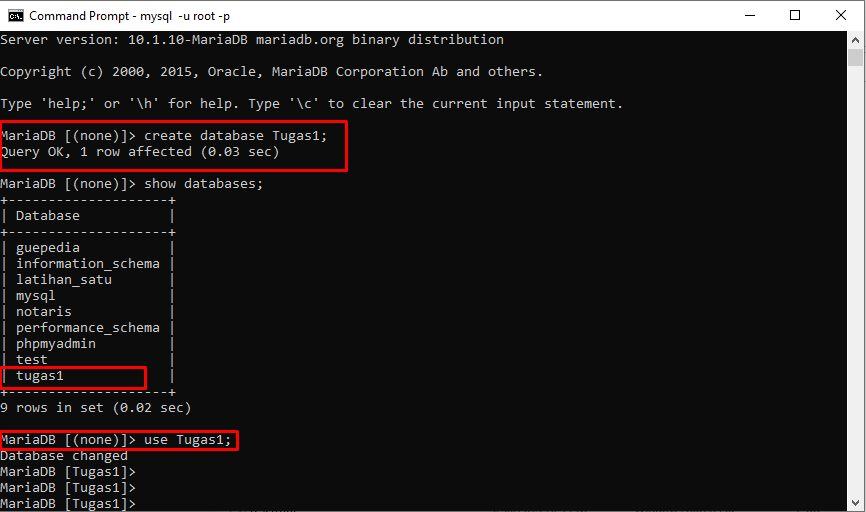 Command Prompt - mysql -u root -p
Server version: 10.1.10-MariaDB mariadb.org binary distribution
Copyright (c) 2000, 2015, Oracle, MariaDB Corporation Ab and others.
Type 'help;' or '\h' for help. Type '\c' to clear the current input statement.
MariaDB [(none)]> create database Tugas1;
Query OK, 1 row affected (0.03 sec)
MariaDB [(none)]> show databases;
+--------------------+
| Database           |
+--------------------+
| guepedia           |
| information_schema |
| latihan_satu       |
| mysql              |
| notaris            |
| performance_schema |
| phpmyadmin         |
| test               |
| tugas1             |
+--------------------+
9 rows in set (0.02 sec)
MariaDB [(none)]> use Tugas1;
Database changed
MariaDB [Tugas1]>
MariaDB [Tugas1]>
MariaDB [Tugas1]>